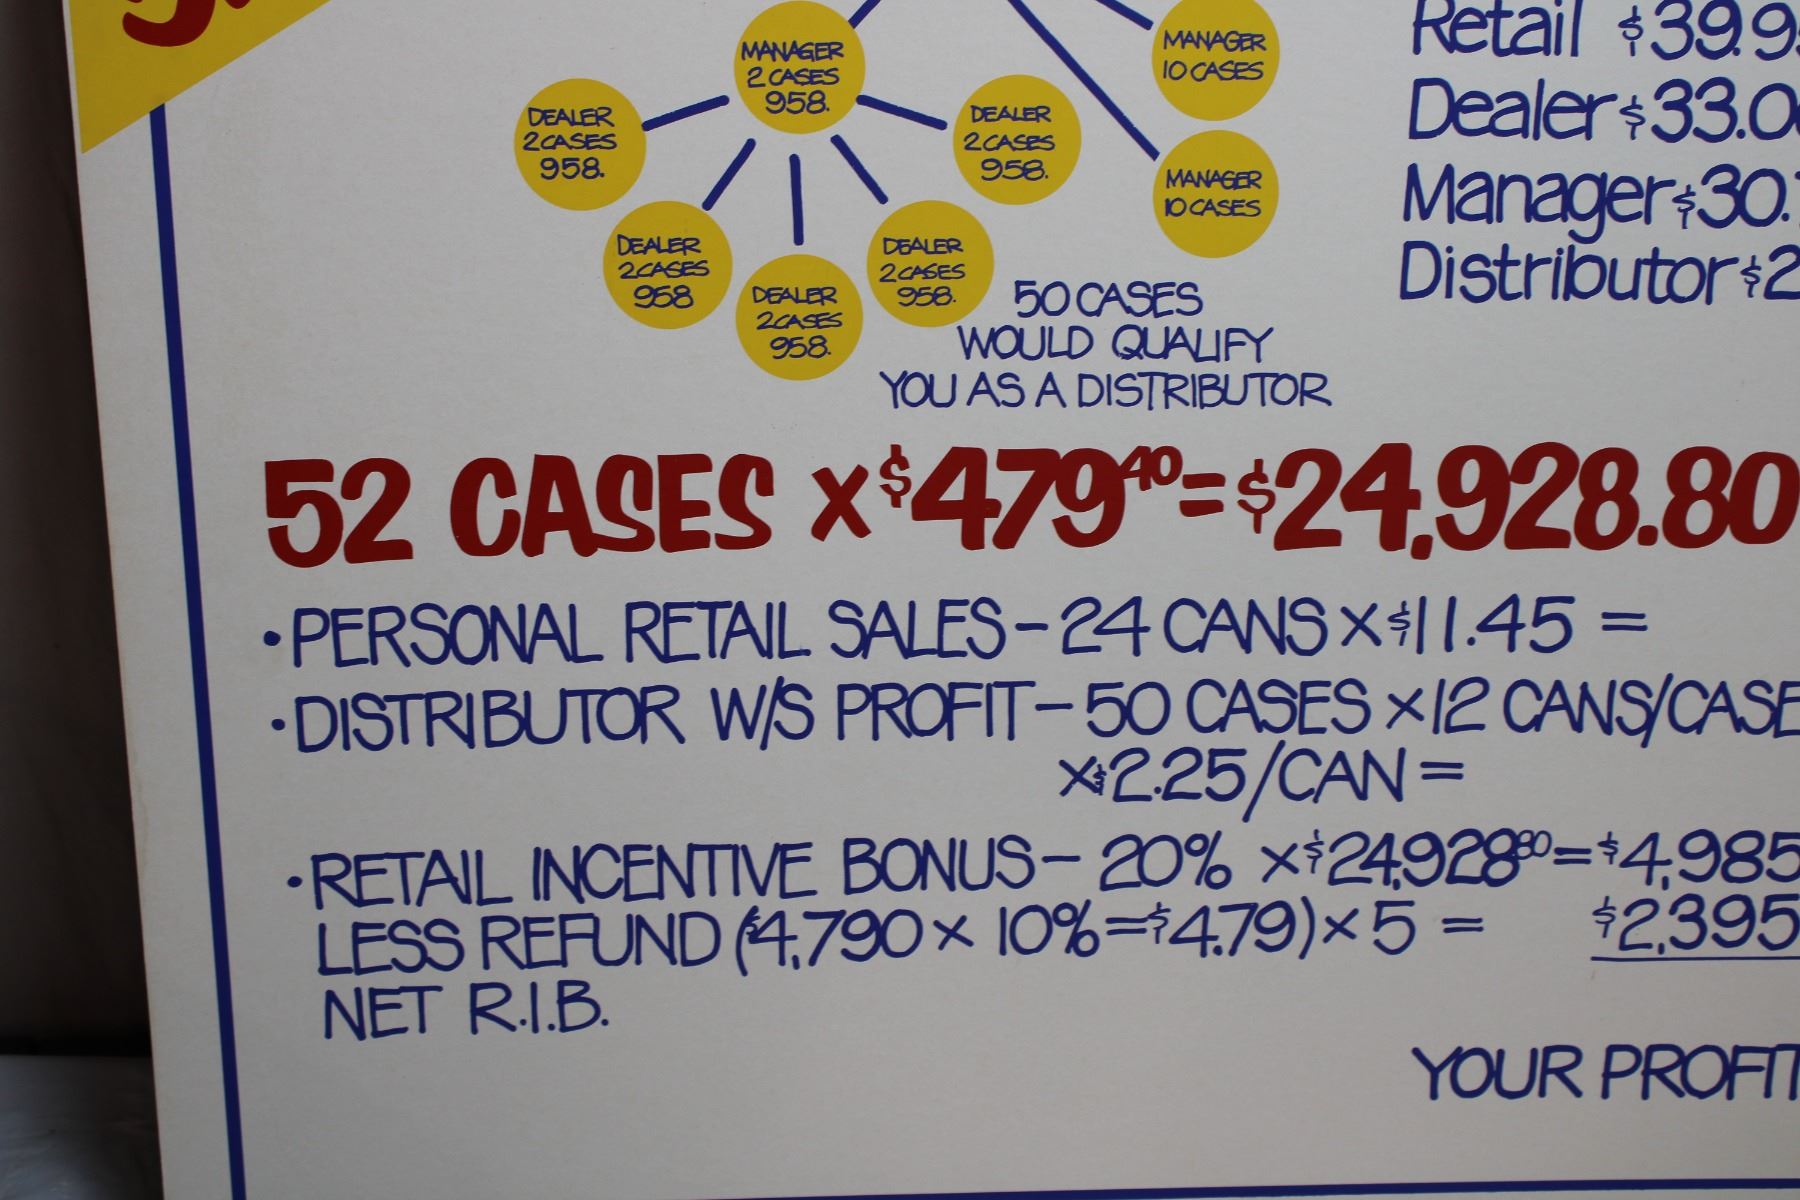 MANAGER
2 CASES
958.
MANAGER
10 CASES
DEALER
2 CASES
958.
DEALER
2 CASES
958.
MANAGER
10 CASES
DEALER
2 CASES
958
DEALER
2 CASES
958.
DEALER
2 CASES
958.
Retail $39.9
Dealer $33.0
Manager $30.
Distributor $2
50 CASES
WOULD QUALIFY
YOU AS A DISTRIBUTOR
52 CASES x $479 40 = $24,928.80
• PERSONAL RETAIL SALES – 24 CANS x $11.45 =
• DISTRIBUTOR W/S PROFIT – 50 CASES x 12 CANS/CASE
x $2.25/CAN =
• RETAIL INCENTIVE BONUS – 20% x $24,928 80 = $4,985
LESS REFUND ($4,790 x 10% = $4.79) x 5 = $2,395
NET R.I.B.
YOUR PROFIT